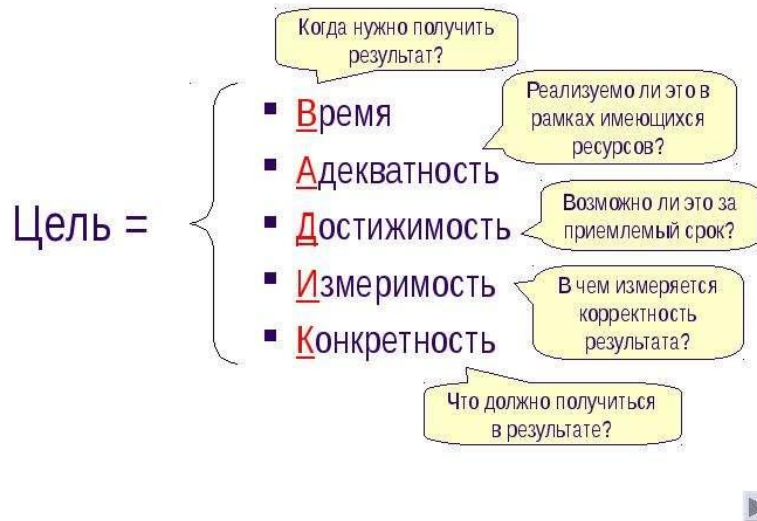 Когда нужно получить
результат?
Цель =
▪ Время
Реализуемо ли это в
рамках имеющихся
ресурсов?
▪ Адекватность
▪ Достижимость
Возможно ли это за
приемлемый срок?
▪ Измеримость
В чем измеряется
корректность
результата?
▪ Конкретность
Что должно получиться
в результате?